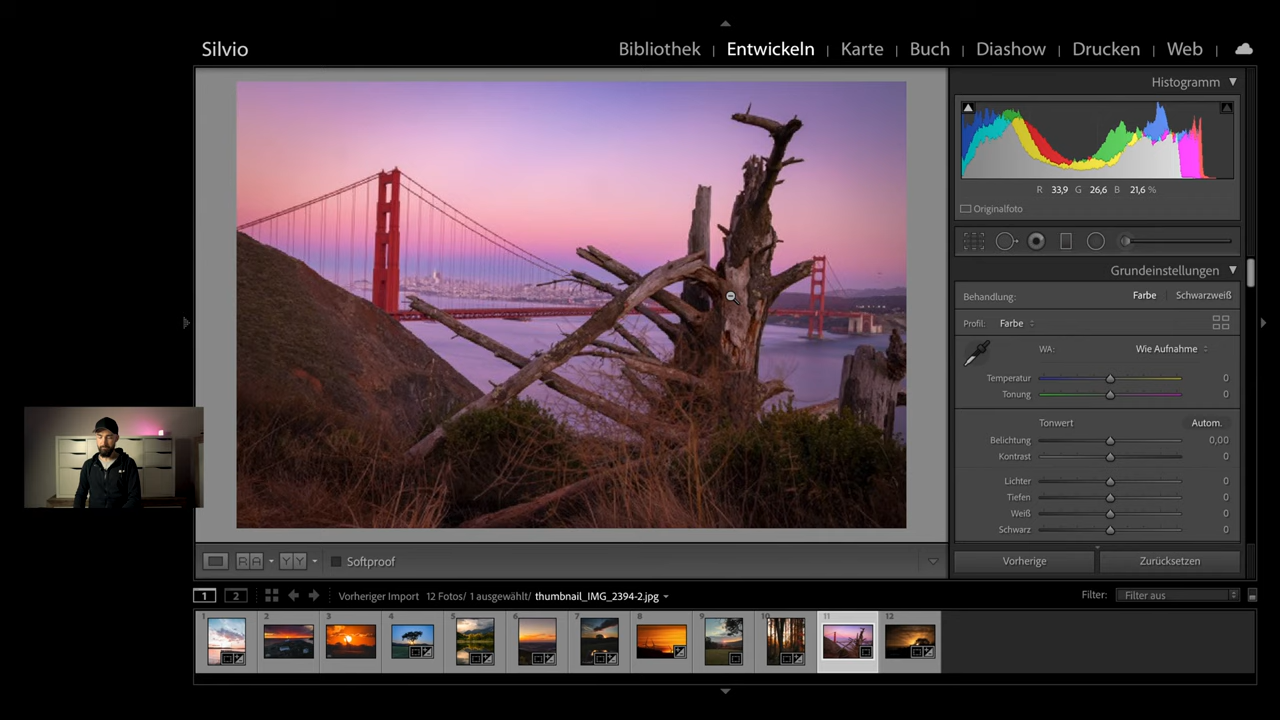 Silvio
Bibliothek | Entwickeln | Karte | Buch | Diashow | Drucken | Web |
Histogramm
R 33,9 G 26,6 B 21,6 %
Originalfoto
Grundeinstellungen
Behandlung: Farbe | Schwarzweiß
Profil: Farbe
WA: Wie Aufnahme
Temperatur 0
Tonung 0
Tonwert Autom.
Belichtung 0,00
Kontrast 0
Lichter 0
Tiefen 0
Weiß 0
Schwarz 0
Vorherige Zurücksetzen
RA YY Softproof
1 2 Vorheriger Import 12 Fotos/ 1 ausgewählt/ thumbnail_IMG_2394-2.jpg Filter: Filter aus
1 2 3 4 5 6 7 8 9 10 11 12